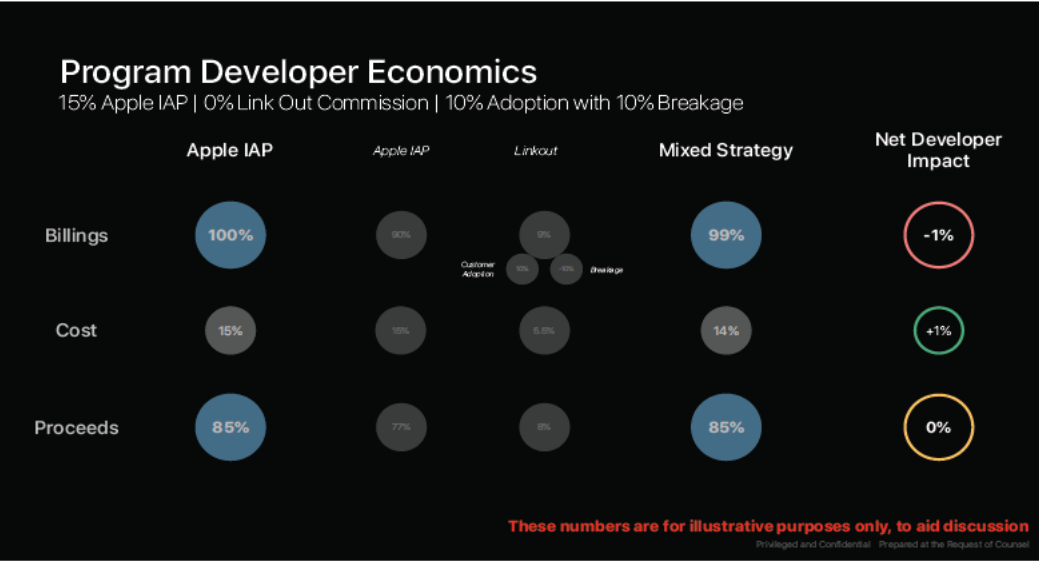 Program Developer Economics
15% Apple IAP | 0% Link Out Commission | 10% Adoption with 10% Breakage
Apple IAP
Apple IAP
Linkout
Mixed Strategy
Net Developer
Impact
Billings
100%
90%
9%
99%
-1%
Customer
Adoption
10%
-10%
Breakage
Cost
15%
15%
5.5%
14%
+1%
Proceeds
85%
77%
8%
85%
0%
These numbers are for illustrative purposes only, to aid discussion
Privileged and Confidential Prepared at the Request of Counsel